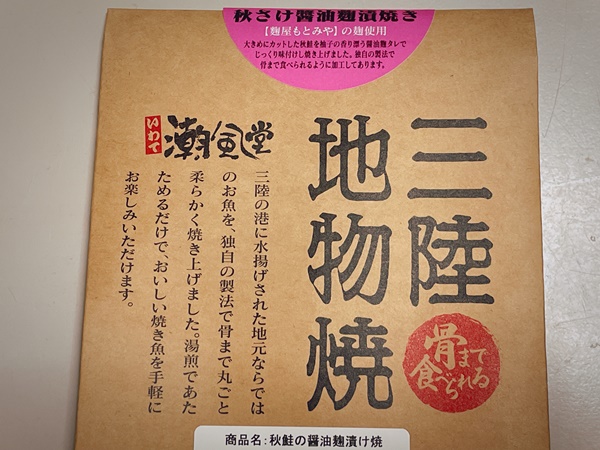 秋さけ醤油麹漬焼き
【麹屋もとみや】の麹使用
大きめにカットした秋鮭を柚子の香り漂う醤油麹タレで
じっくり味付けし焼き上げました。独自の製法で
骨まで食べられるように加工してあります。
三陸
地物焼
骨まで
食べられる
いわて
潮風堂
三陸の港に水揚げされた地元ならでは
のお魚を、独自の製法で骨まで丸ごと
柔らかく焼き上げました。湯煎であた
ためるだけで、おいしい焼き魚を手軽に
お楽しみいただけます。
商品名:秋鮭の醤油麹漬け焼